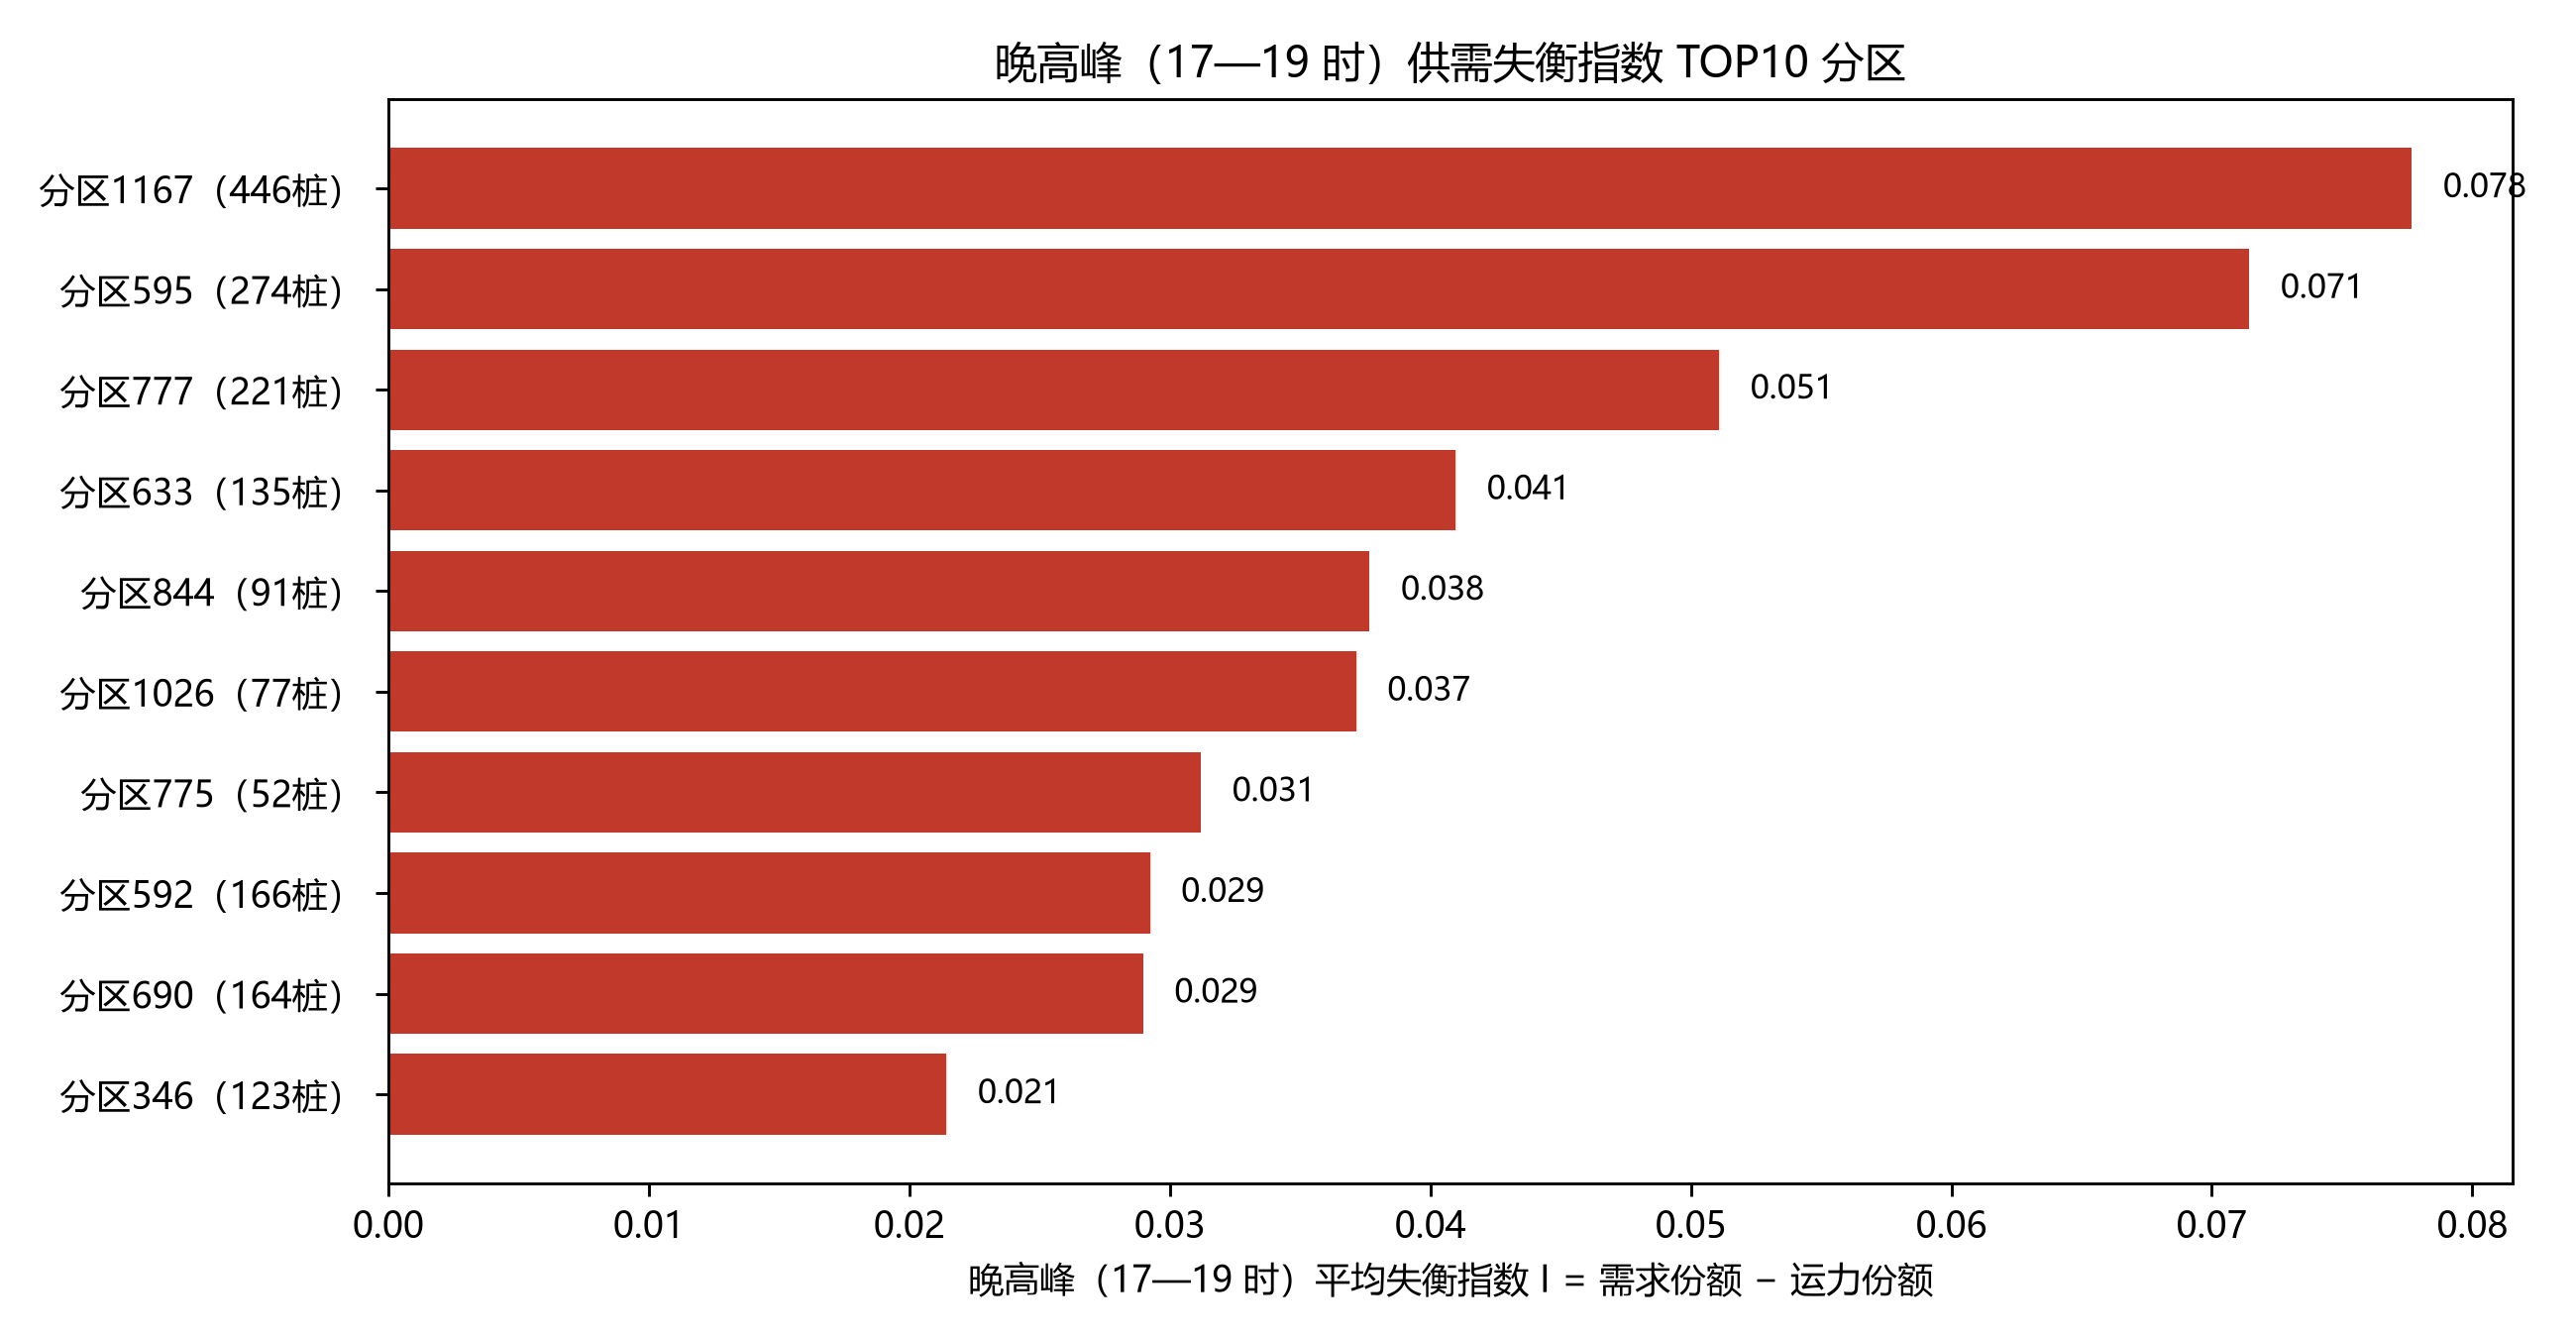 晚高峰（17—19 时）供需失衡指数 TOP10 分区
分区1167（446桩） 0.078
分区595（274桩） 0.071
分区777（221桩） 0.051
分区633（135桩） 0.041
分区844（91桩） 0.038
分区1026（77桩） 0.037
分区775（52桩） 0.031
分区592（166桩） 0.029
分区690（164桩） 0.029
分区346（123桩） 0.021
0.00 0.01 0.02 0.03 0.04 0.05 0.06 0.07 0.08
晚高峰（17—19 时）平均失衡指数 I = 需求份额 − 运力份额